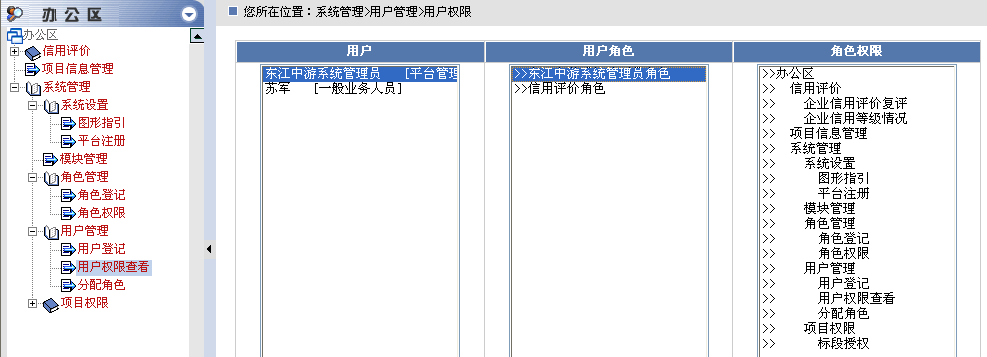 办公区
办公区
信用评价
项目信息管理
系统管理
系统设置
图形指引
平台注册
模块管理
角色管理
角色登记
角色权限
用户管理
用户登记
用户权限查看
分配角色
项目权限
您所在位置：系统管理>用户管理>用户权限
用户
东江中游系统管理员 [平台管理
苏军 [一般业务人员]
用户角色
>>东江中游系统管理员角色
>>信用评价角色
角色权限
>>办公区
>> 信用评价
>> 企业信用评价复评
>> 企业信用等级情况
>> 项目信息管理
>> 系统管理
>> 系统设置
>> 图形指引
>> 平台注册
>> 模块管理
>> 角色管理
>> 角色登记
>> 角色权限
>> 用户管理
>> 用户登记
>> 用户权限查看
>> 分配角色
>> 项目权限
>> 标段授权